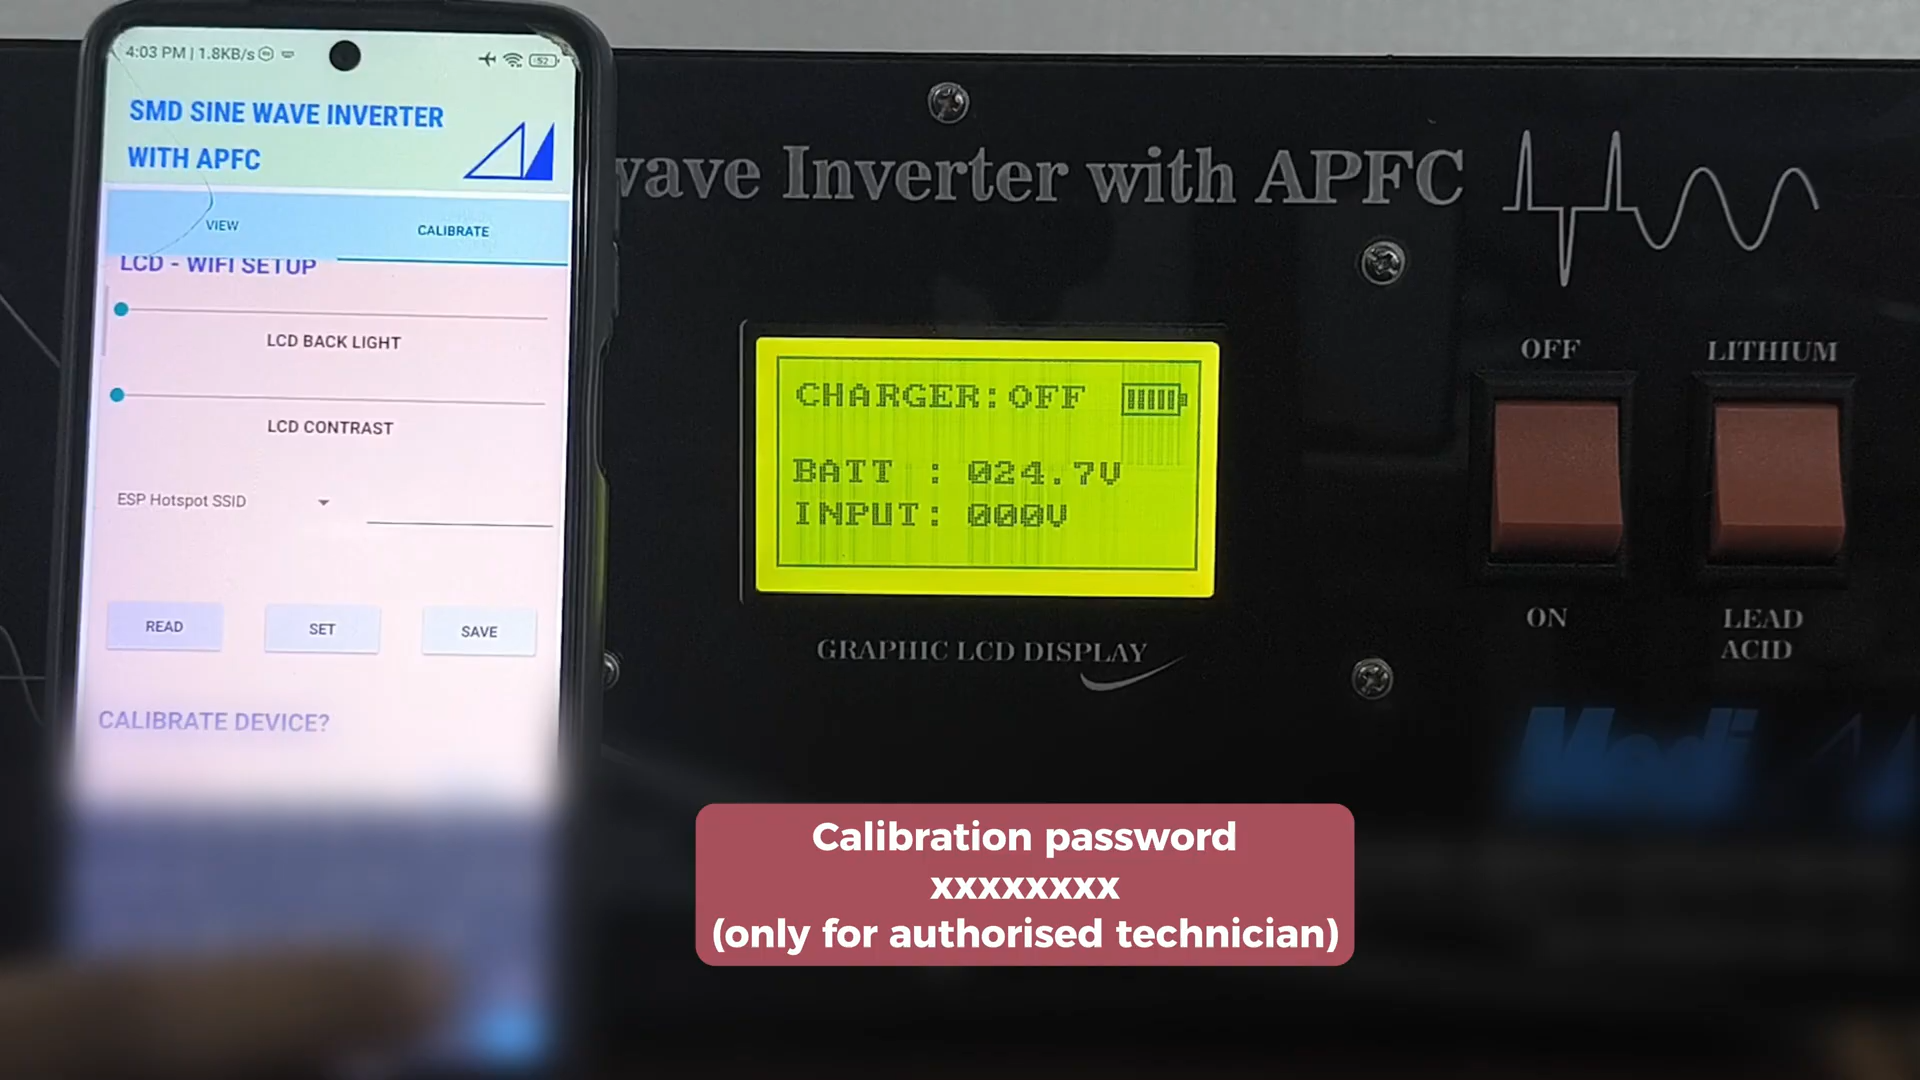 4:03 PM | 1.8KB/s
52
SMD SINE WAVE INVERTER
WITH APFC
VIEW
CALIBRATE
LCD - WIFI SETUP
LCD BACK LIGHT
LCD CONTRAST
ESP Hotspot SSID
READ
SET
SAVE
CALIBRATE DEVICE?
wave Inverter with APFC
CHARGER:OFF
BATT : 024.7V
INPUT: 000V
GRAPHIC LCD DISPLAY
OFF
LITHIUM
ON
LEAD
ACID
Calibration password
xxxxxxxx
(only for authorised technician)